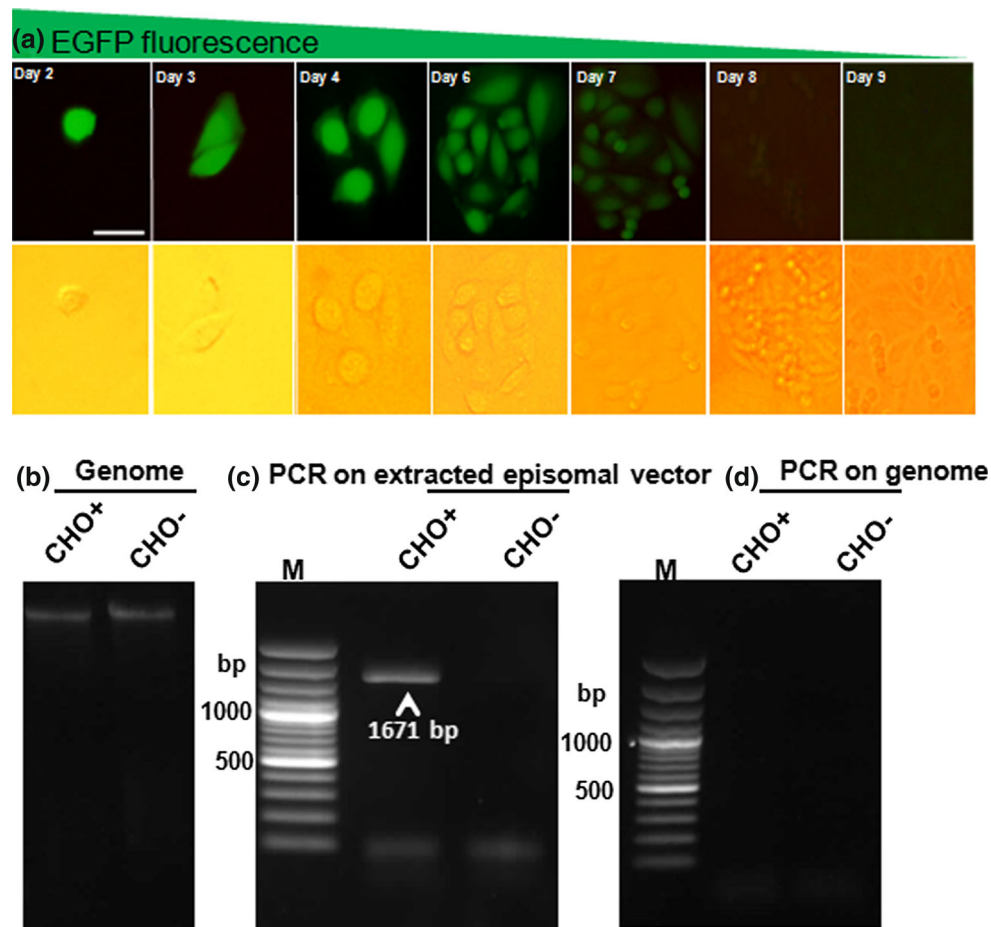 (a) EGFP fluorescence
Day 2 Day 3 Day 4 Day 6 Day 7 Day 8 Day 9
(b) Genome
CHO+ CHO-
(c) PCR on extracted episomal vector
M CHO+ CHO-
bp
1000
500
1671 bp
(d) PCR on genome
M CHO+ CHO-
bp
1000
500